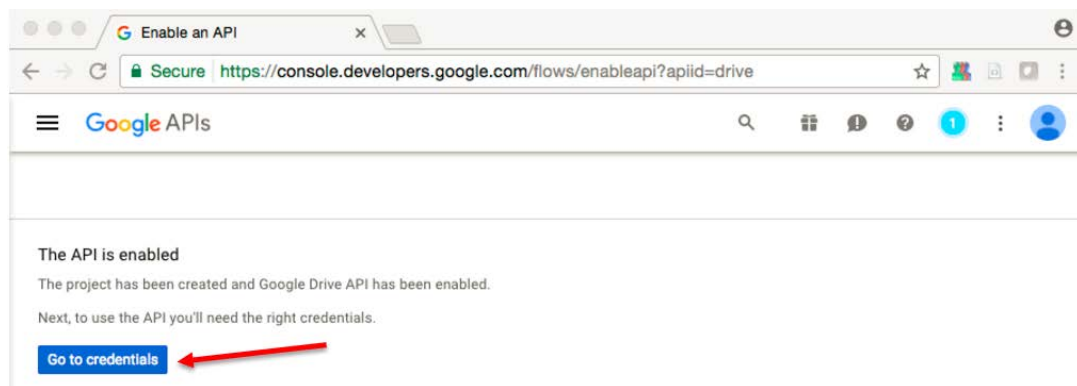 Enable an API
Secure https://console.developers.google.com/flows/enableapi?apiid=drive
Google APIs 1
The API is enabled
The project has been created and Google Drive API has been enabled.
Next, to use the API you'll need the right credentials.
Go to credentials